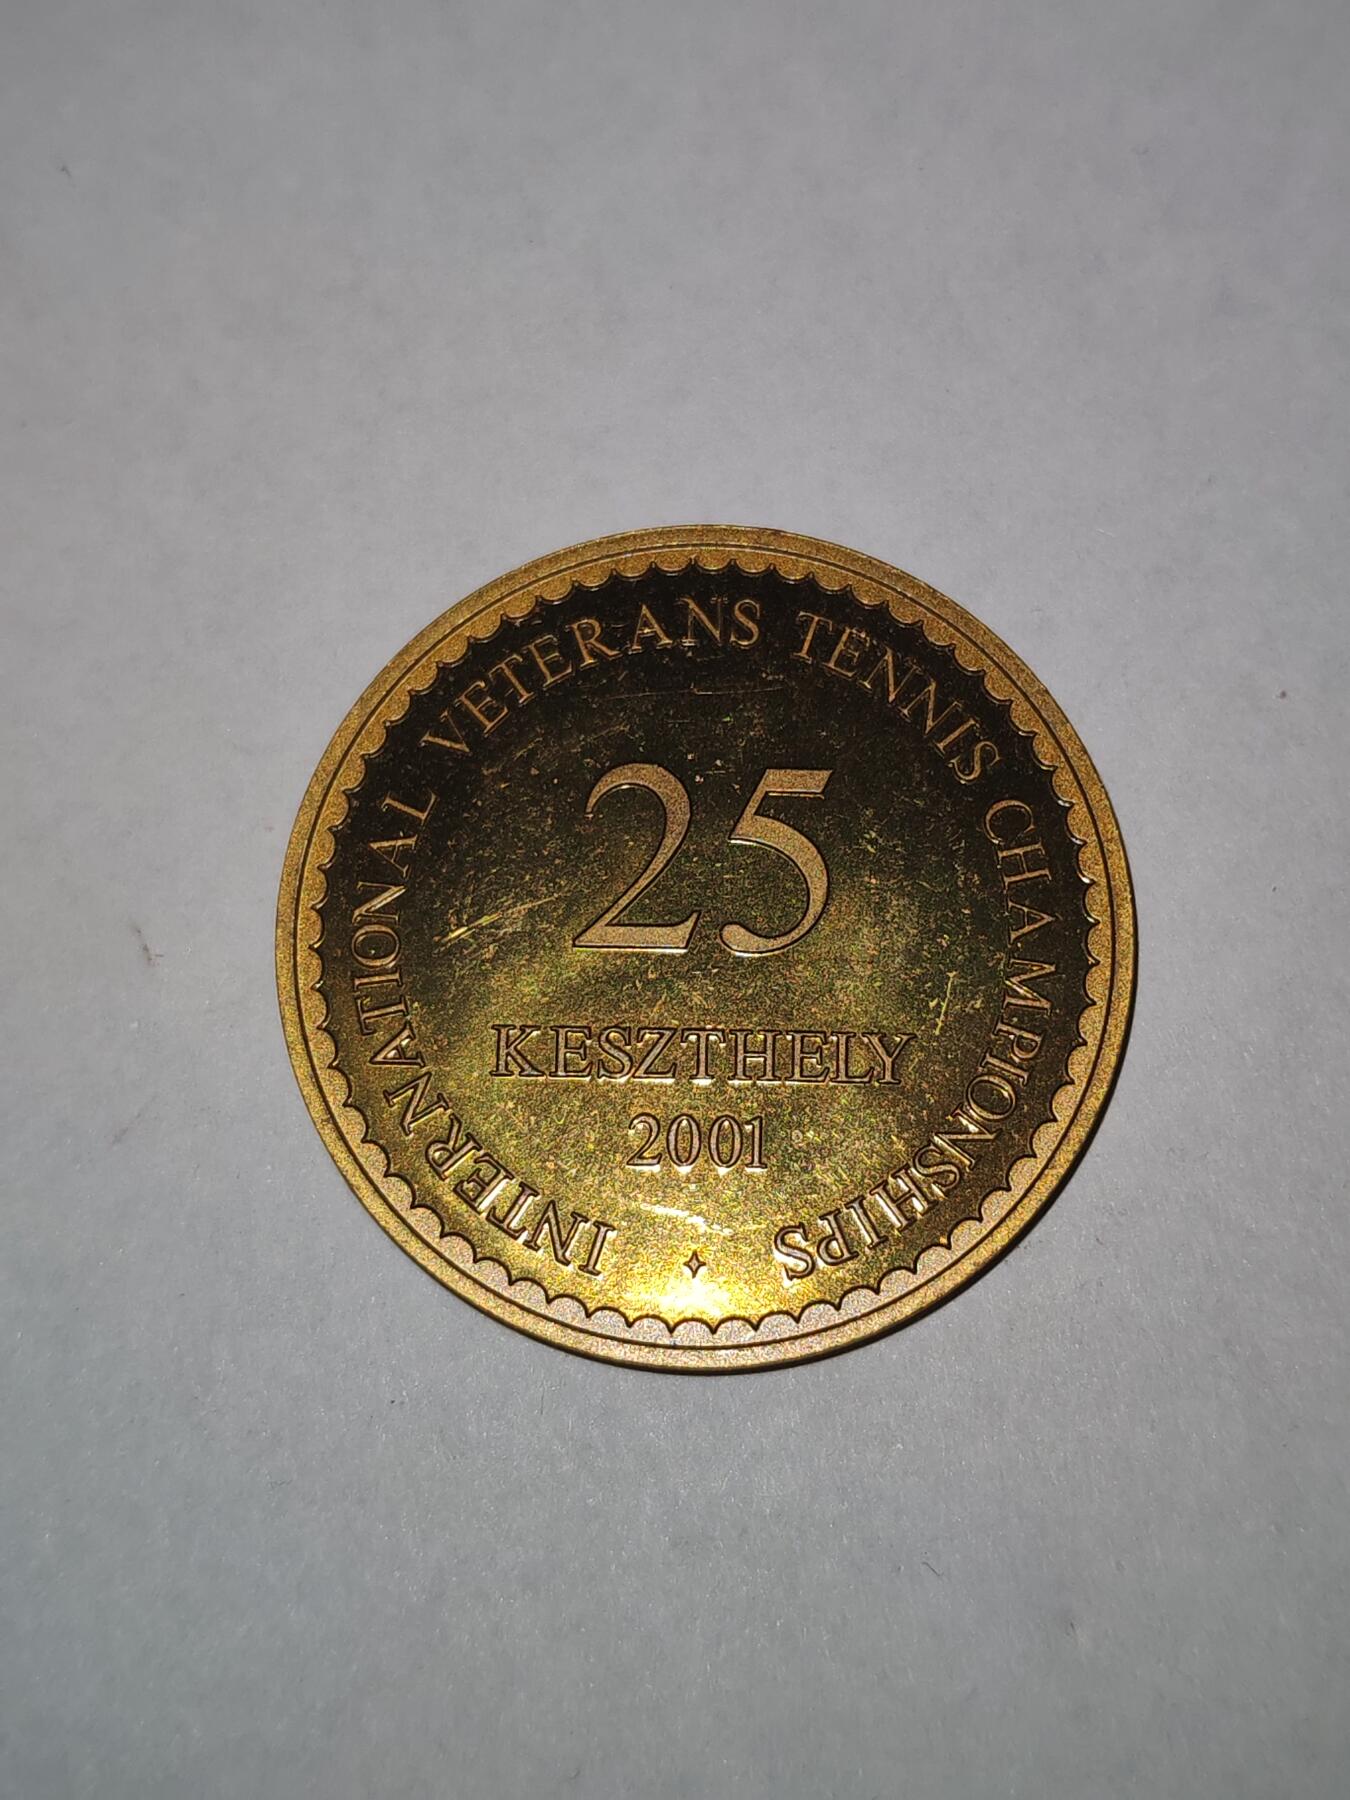 INTERNATIONAL VETERANS TENNIS CHAMPIONSHIPS
25
KESZTHELY
2001